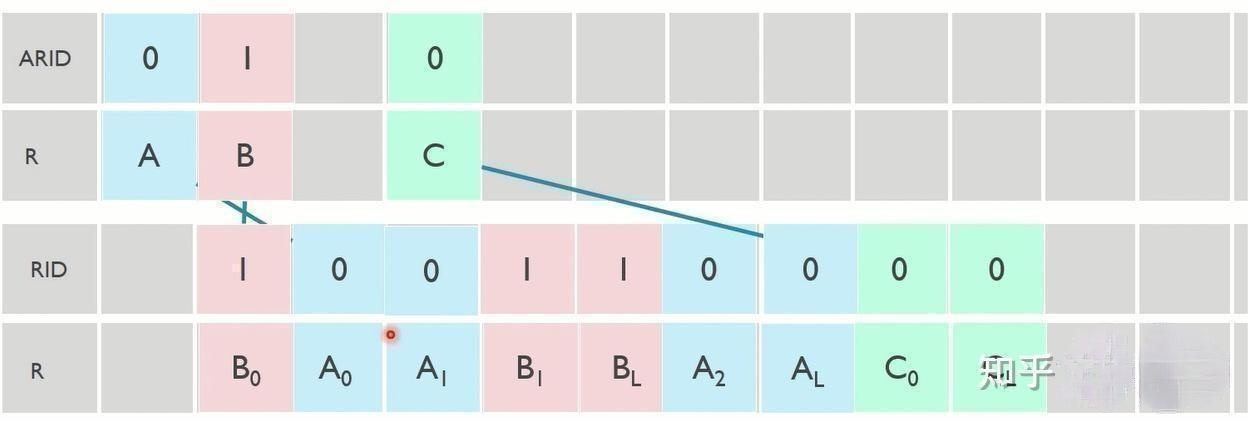 ARID 0 1 0
R A B C
RID 1 0 0 1 1 0 0 0 0
R B0 A0 A1 B1 BL A2 AL C0
知乎